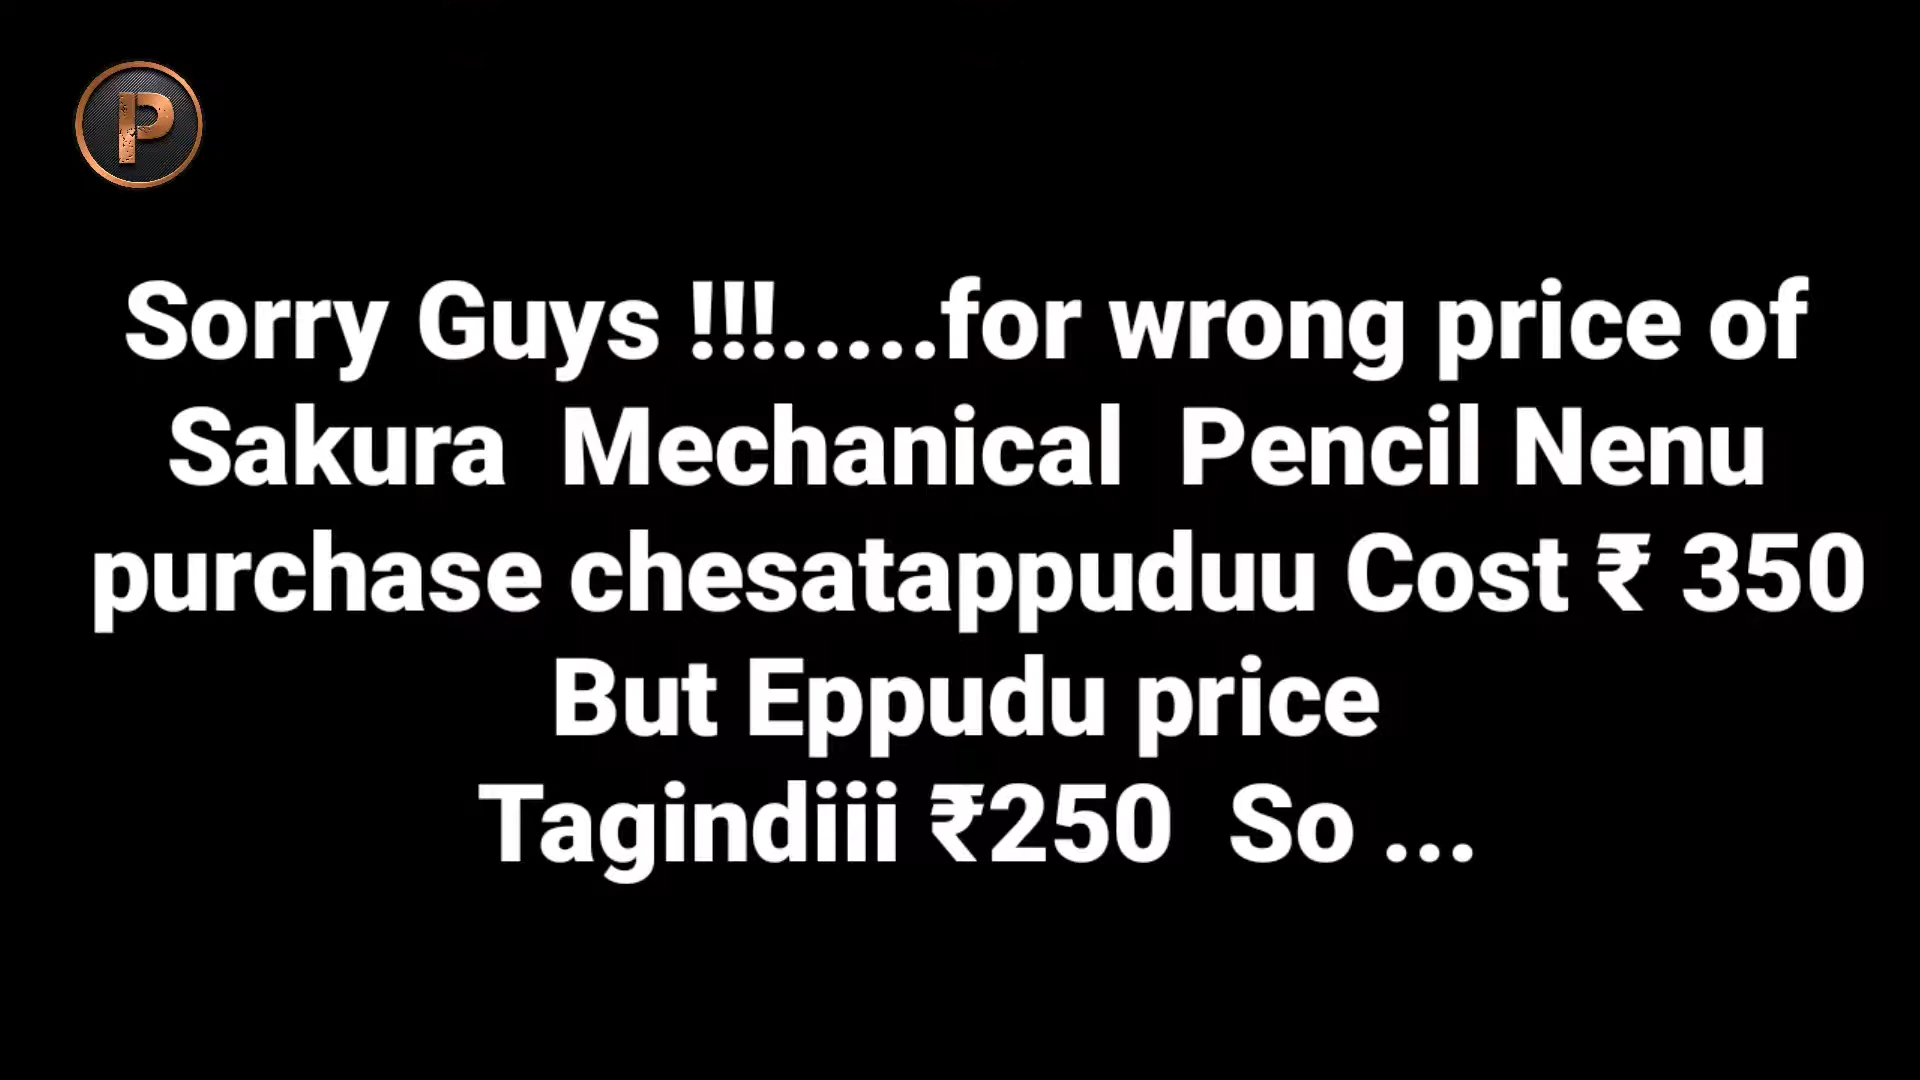 P
Sorry Guys !!!.....for wrong price of
Sakura Mechanical Pencil Nenu
purchase chesatappuduu Cost ₹ 350
But Eppudu price
Tagindiii ₹250 So ...